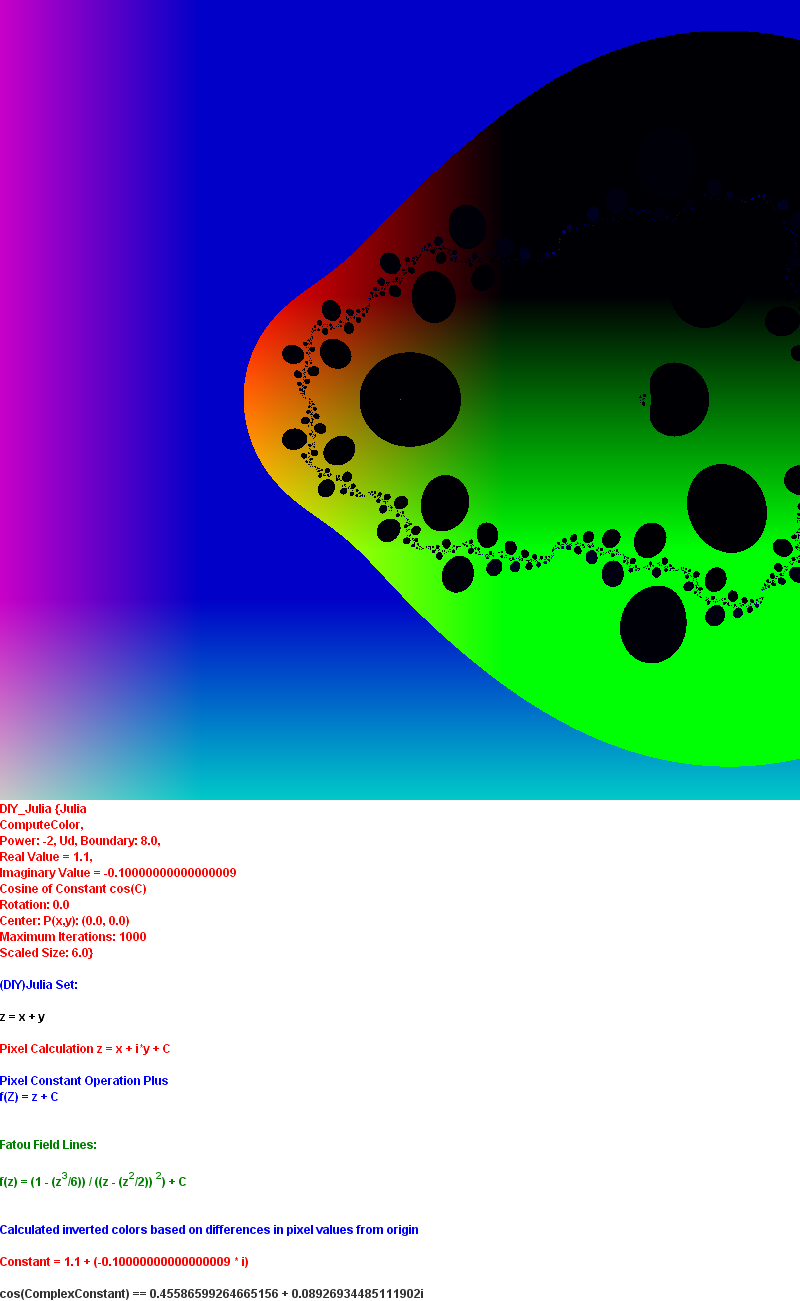 DIY_Julia {Julia
ComputeColor,
Power: -2, Ud, Boundary: 8.0,
Real Value = 1.1,
Imaginary Value = -0.10000000000000009
Cosine of Constant cos(C)
Rotation: 0.0
Center: P(x,y): (0.0, 0.0)
Maximum Iterations: 1000
Scaled Size: 6.0}
(DIY)Julia Set:
z = x + y
Pixel Calculation z = x + i*y + C
Pixel Constant Operation Plus
f(Z) = z + C
Fatou Field Lines:
f(z) = (1 - (z^3/6)) / ((z - (z^2/2))^2) + C
Calculated inverted colors based on differences in pixel values from origin
Constant = 1.1 + (-0.10000000000000009 * i)
cos(ComplexConstant) == 0.45586599264665156 + 0.08926934485111902i